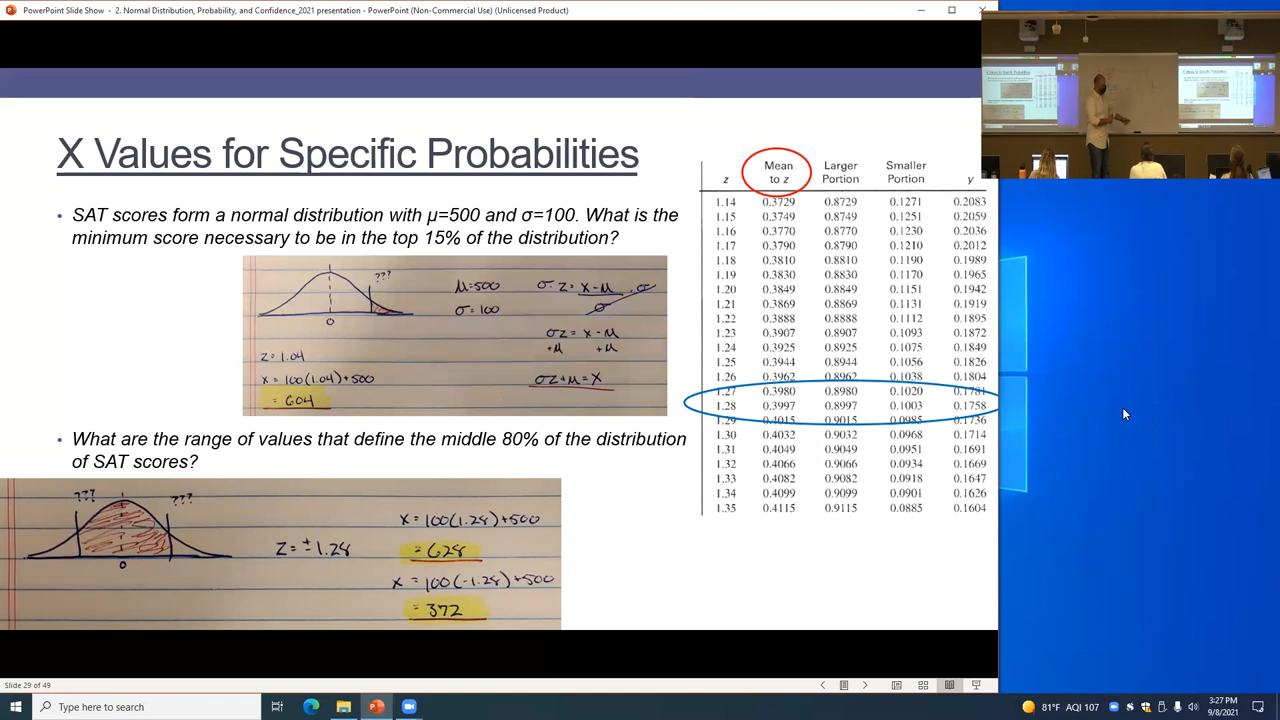 PowerPoint Slide Show - 2. Normal Distribution, Probability, and Confidence_2021 presentation - PowerPoint (Non-Commercial Use) (Unlicensed Product)
X Values for Specific Probabilities
• SAT scores form a normal distribution with μ=500 and σ=100. What is the
minimum score necessary to be in the top 15% of the distribution?
???
0
μ=500
σ=100
z = 1.04
x = 100(1.04)+500
= 604
σ·z = x-μ ·σ
σ
σz = x-μ
+μ +μ
σz+μ = x
• What are the range of values that define the middle 80% of the distribution
of SAT scores?
??? ???
0
z = ±1.28
x = 100(1.28)+500
= 628
x = 100(-1.28)+500
= 372
z Mean to z Larger Portion Smaller Portion y
1.14 0.3729 0.8729 0.1271 0.2083
1.15 0.3749 0.8749 0.1251 0.2059
1.16 0.3770 0.8770 0.1230 0.2036
1.17 0.3790 0.8790 0.1210 0.2012
1.18 0.3810 0.8810 0.1190 0.1989
1.19 0.3830 0.8830 0.1170 0.1965
1.20 0.3849 0.8849 0.1151 0.1942
1.21 0.3869 0.8869 0.1131 0.1919
1.22 0.3888 0.8888 0.1112 0.1895
1.23 0.3907 0.8907 0.1093 0.1872
1.24 0.3925 0.8925 0.1075 0.1849
1.25 0.3944 0.8944 0.1056 0.1826
1.26 0.3962 0.8962 0.1038 0.1804
1.27 0.3980 0.8980 0.1020 0.1781
1.28 0.3997 0.8997 0.1003 0.1758
1.29 0.4015 0.9015 0.0985 0.1736
1.30 0.4032 0.9032 0.0968 0.1714
1.31 0.4049 0.9049 0.0951 0.1691
1.32 0.4066 0.9066 0.0934 0.1669
1.33 0.4082 0.9082 0.0918 0.1647
1.34 0.4099 0.9099 0.0901 0.1626
1.35 0.4115 0.9115 0.0885 0.1604
Slide 29 of 49
Type here to search
81°F AQI 107
3:27 PM
9/8/2021